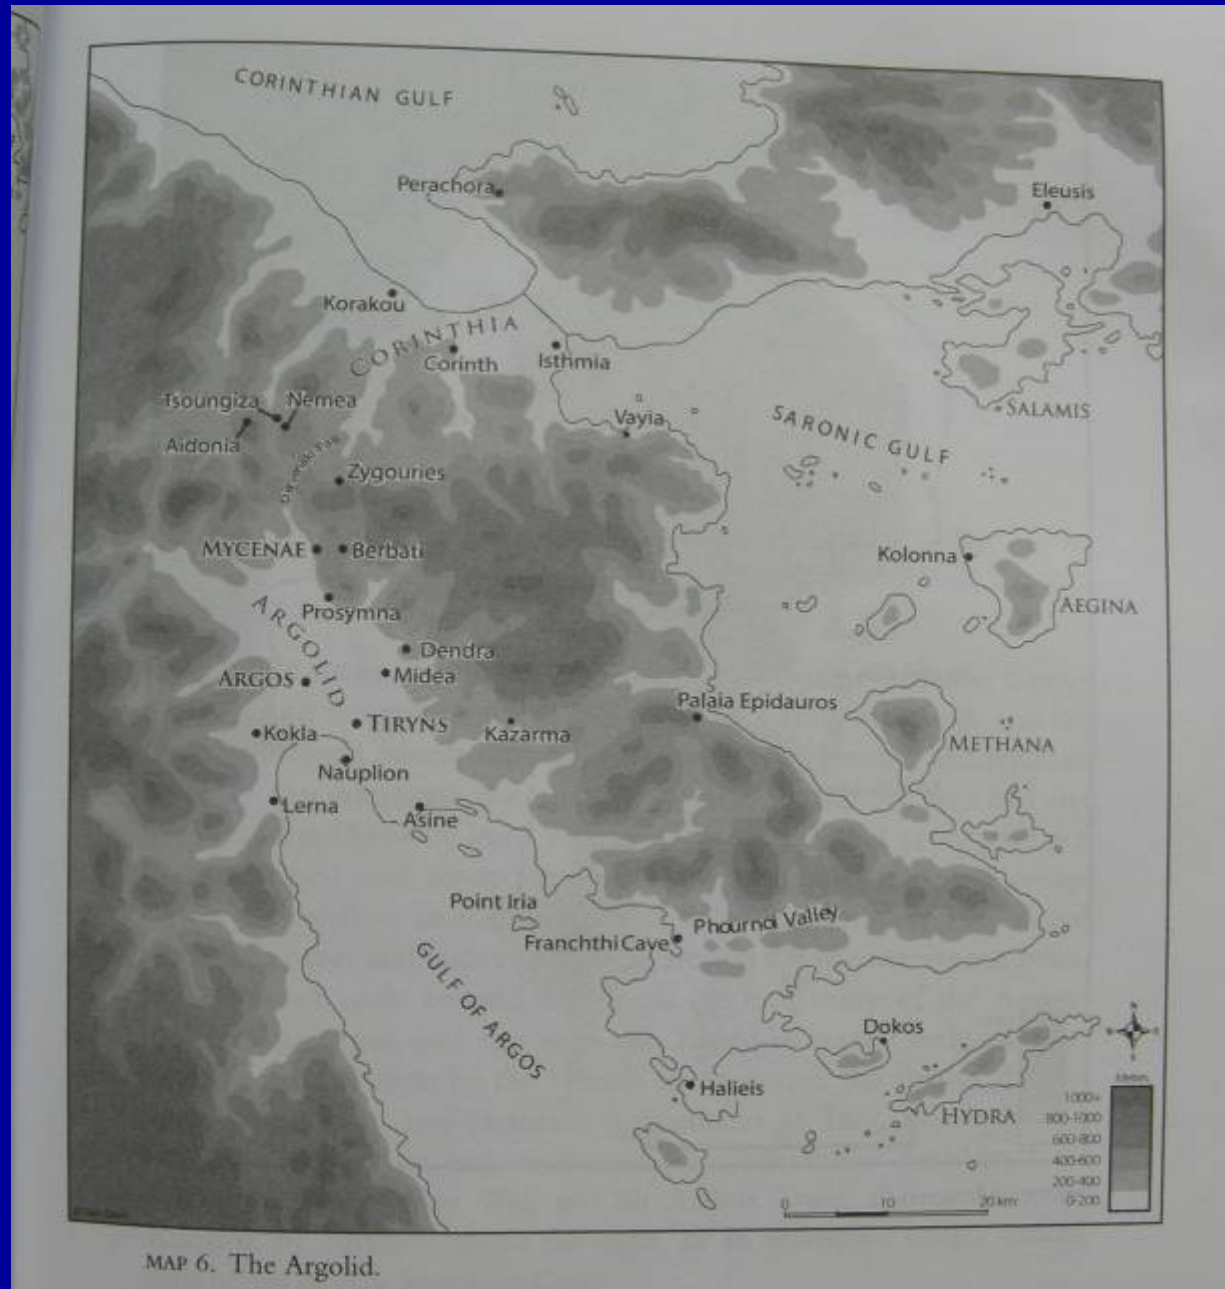 CORINTHIAN GULF
Perachora
Eleusis
Korakou
CORINTHIA
Corinth
Isthmia
Tsoungiza
Nemea
Vayia
SALAMIS
SARONIC GULF
Aidonia
Zygouries
MYCENAE
Berbati
Kolonna
Prosymna
AEGINA
ARGOLID
Dendra
ARGOS
Midea
Palaia Epidauros
TIRYNS
Kazarma
Kokla
METHANA
Nauplion
Lerna
Asine
Point Iria
Phournoi Valley
Franchthi Cave
GULF OF ARGOS
Dokos
Halieis
HYDRA
1000+
800-1000
600-800
400-600
200-400
0-200
0 10 20 km
MAP 6. The Argolid.